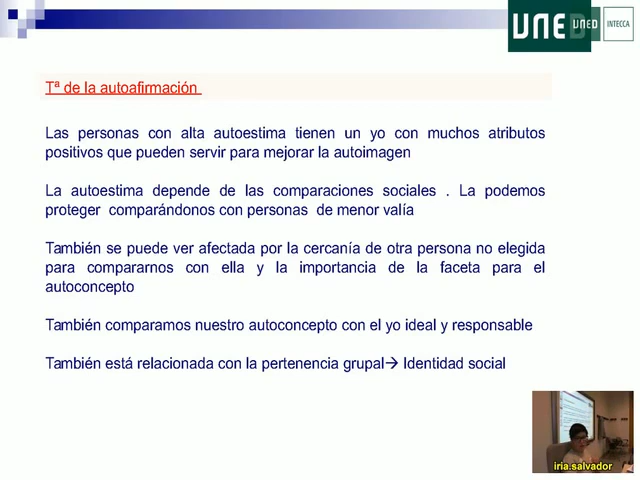 UNED
UNED
INTECCA
Tª de la autoafirmación
Las personas con alta autoestima tienen un yo con muchos atributos
positivos que pueden servir para mejorar la autoimagen
La autoestima depende de las comparaciones sociales . La podemos
proteger comparándonos con personas de menor valía
También se puede ver afectada por la cercanía de otra persona no elegida
para compararnos con ella y la importancia de la faceta para el
autoconcepto
También comparamos nuestro autoconcepto con el yo ideal y responsable
También está relacionada con la pertenencia grupal→ Identidad social
iria.salvador